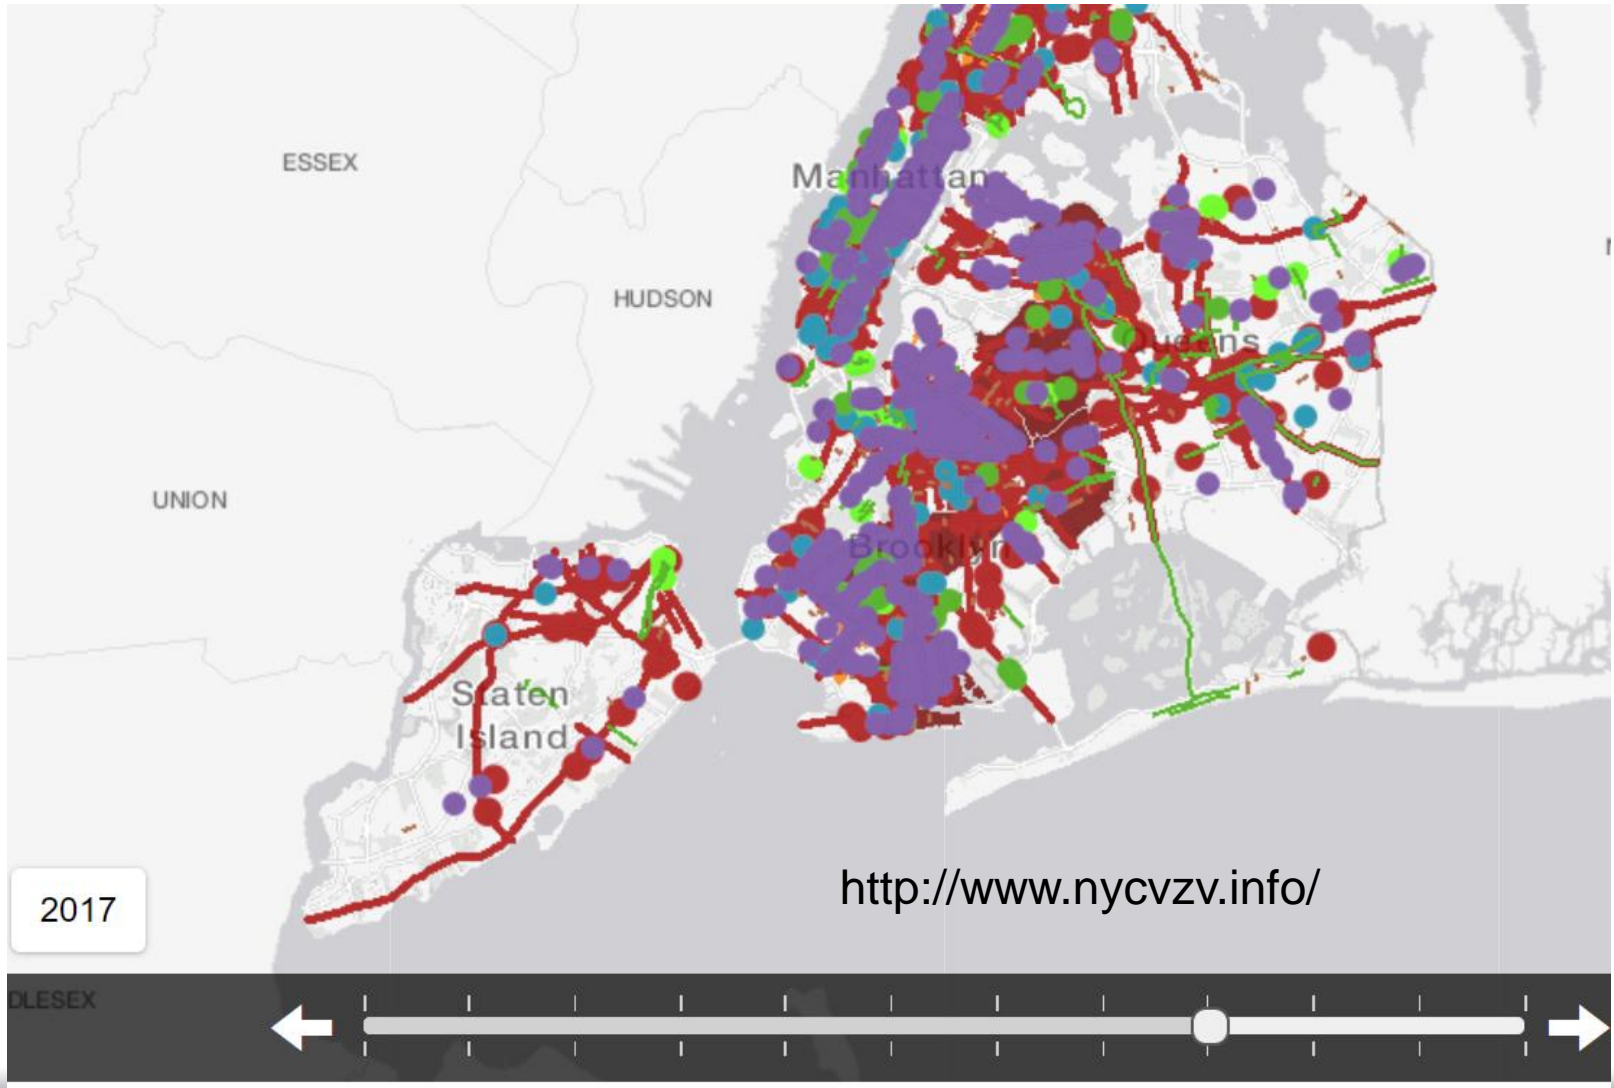 ESSEX
Manhattan
HUDSON
Queens
UNION
Brooklyn
Staten
Island
http://www.nycvzv.info/
2017
DLESEX